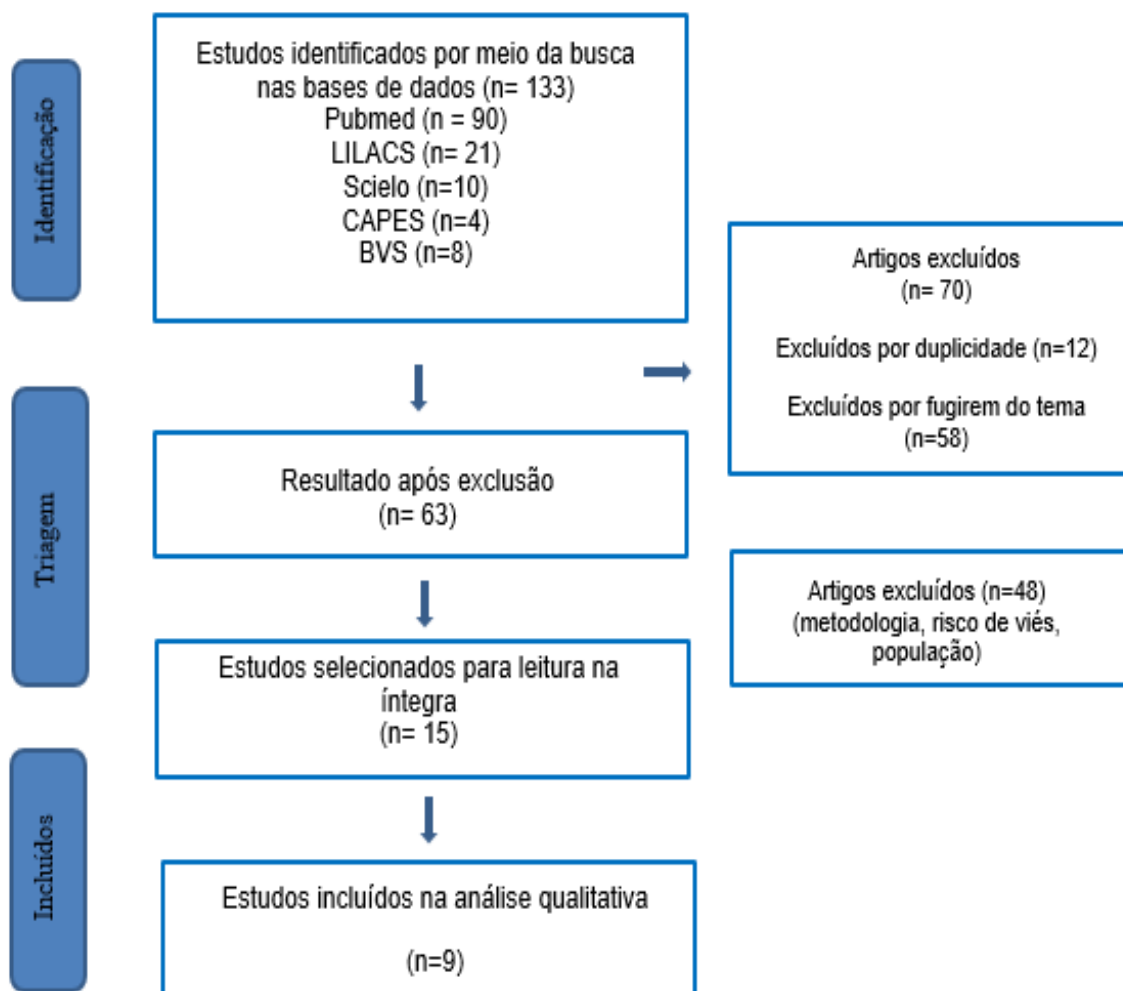 Identificação
Estudos identificados por meio da busca
nas bases de dados (n= 133)
Pubmed (n = 90)
LILACS (n= 21)
Scielo (n=10)
CAPES (n=4)
BVS (n=8)
Artigos excluídos
(n= 70)
Excluídos por duplicidade (n=12)
Excluídos por fugirem do tema
(n=58)
Triagem
Resultado após exclusão
(n= 63)
Artigos excluídos (n=48)
(metodologia, risco de viés,
população)
Estudos selecionados para leitura na
íntegra
(n= 15)
Incluídos
Estudos incluídos na análise qualitativa
(n=9)